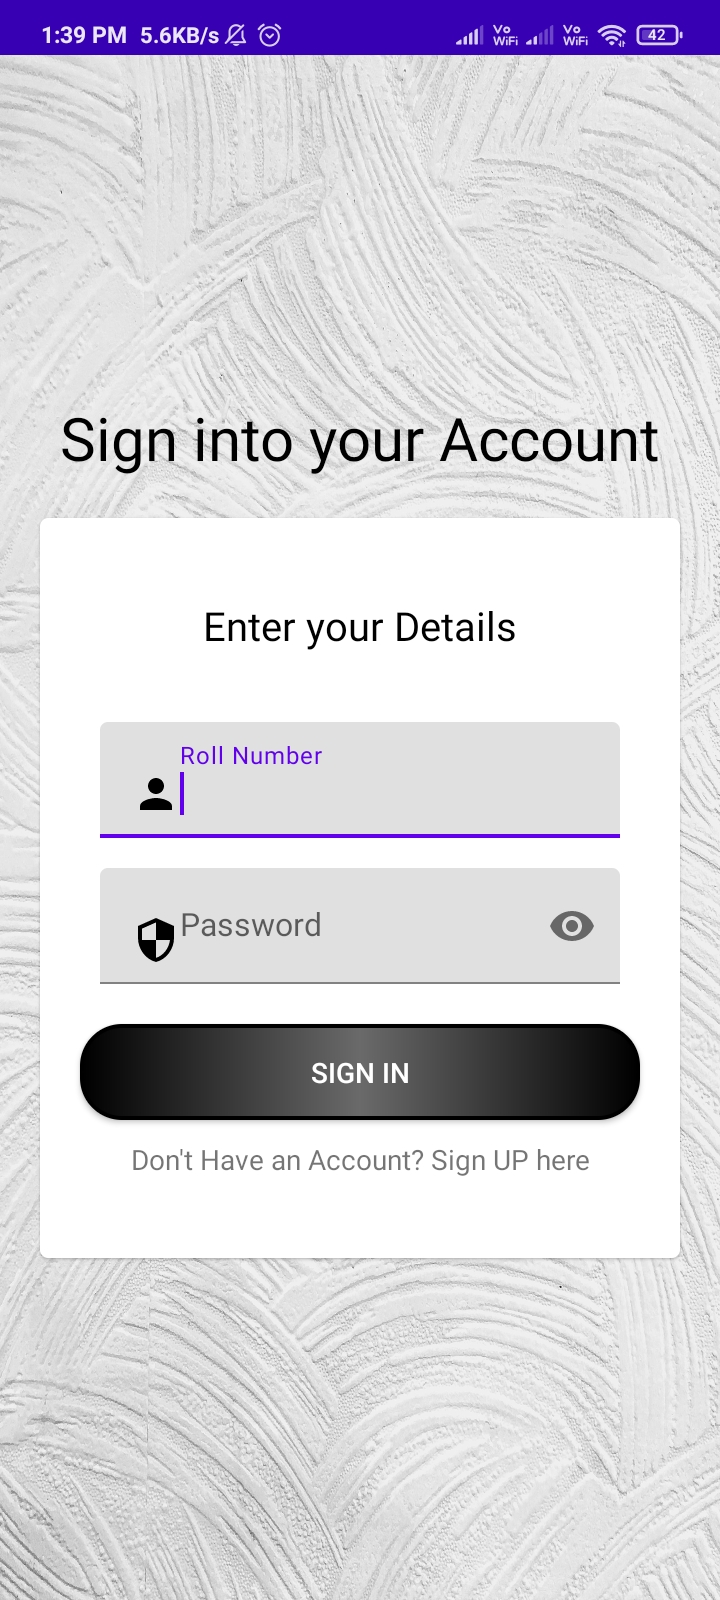 1:39 PM 5.6KB/s Vo WiFi Vo WiFi 42
Sign into your Account
Enter your Details
Roll Number
Password
SIGN IN
Don't Have an Account? Sign UP here